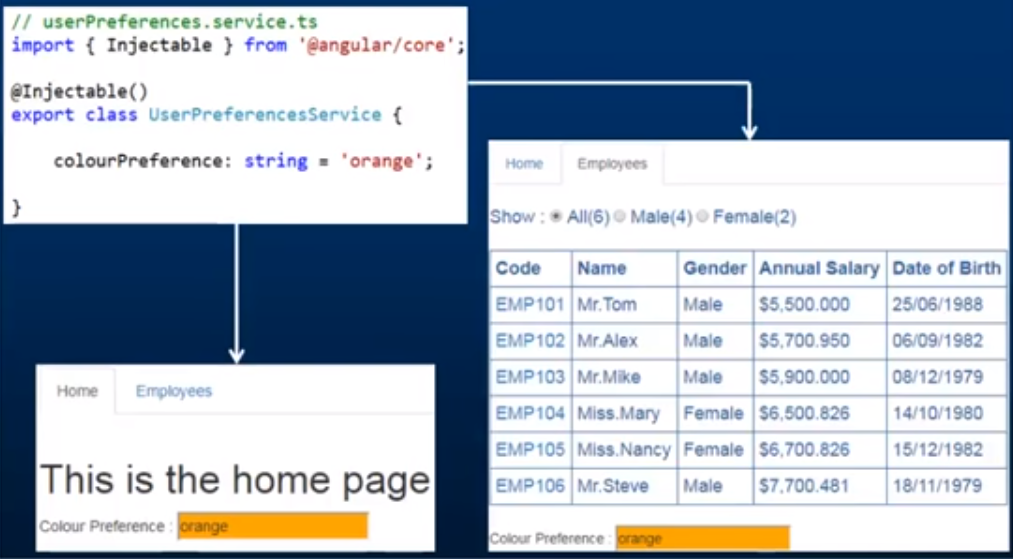 // userPreferences.service.ts
import { Injectable } from '@angular/core';
@Injectable()
export class UserPreferencesService {
colourPreference: string = 'orange';
}
Home Employees
Show : All(6) Male(4) Female(2)
Code Name Gender Annual Salary Date of Birth
EMP101 Mr.Tom Male $5,500.000 25/06/1988
EMP102 Mr.Alex Male $5,700.950 06/09/1982
EMP103 Mr.Mike Male $5,900.000 08/12/1979
EMP104 Miss.Mary Female $6,500.826 14/10/1980
EMP105 Miss.Nancy Female $6,700.826 15/12/1982
EMP106 Mr.Steve Male $7,700.481 18/11/1979
Colour Preference : orange
Home Employees
This is the home page
Colour Preference : orange